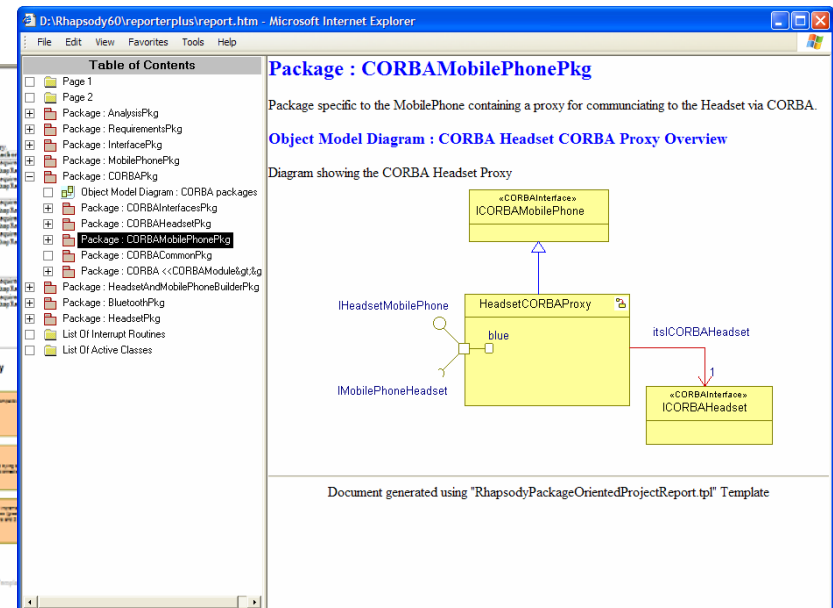 D:\Rhapsody60\reporterplus\report.htm - Microsoft Internet Explorer
File Edit View Favorites Tools Help
Table of Contents
Page 1
Page 2
Package : AnalysisPkg
Package : RequirementsPkg
Package : InterfacePkg
Package : MobilePhonePkg
Package : CORBAPkg
Object Model Diagram : CORBA packages
Package : CORBAInterfacesPkg
Package : CORBAHeadsetPkg
Package : CORBAMobilePhonePkg
Package : CORBACommonPkg
Package : CORBA <<CORBAModule&gt;&g
Package : HeadsetAndMobilePhoneBuilderPkg
Package : BluetoothPkg
Package : HeadsetPkg
List Of Interrupt Routines
List Of Active Classes
Package : CORBAMobilePhonePkg
Package specific to the MobilePhone containing a proxy for communciating to the Headset via CORBA.
Object Model Diagram : CORBA Headset CORBA Proxy Overview
Diagram showing the CORBA Headset Proxy
«CORBAInterface»
ICORBAMobilePhone
IHeadsetMobilePhone
HeadsetCORBAProxy
blue
itsICORBAHeadset
1
IMobilePhoneHeadset
«CORBAInterface»
ICORBAHeadset
Document generated using "RhapsodyPackageOrientedProjectReport.tpl" Template